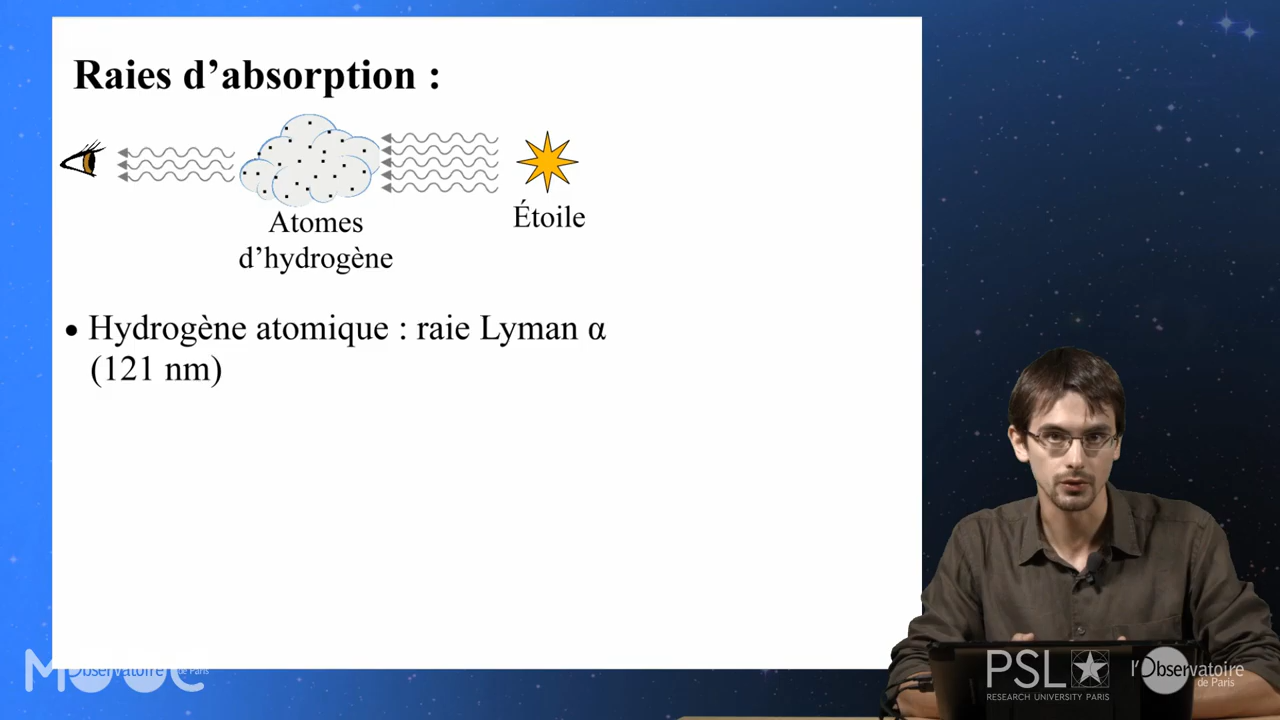 Raies d’absorption :
Étoile
Atomes
d’hydrogène
• Hydrogène atomique : raie Lyman α
(121 nm)
MOOC
l'Observatoire de Paris
PSL
RESEARCH UNIVERSITY PARIS
l'Observatoire
de Paris